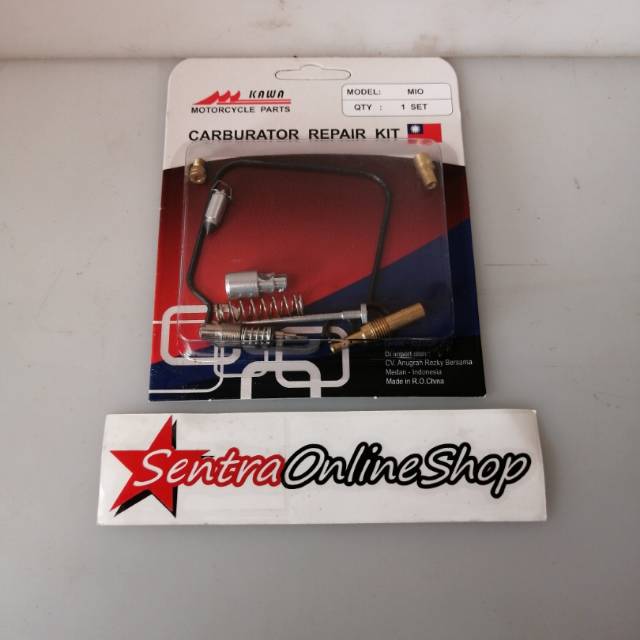 KAWA
MOTORCYCLE PARTS
MODEL: MIO
QTY : 1 SET
CARBURATOR REPAIR KIT
Di import oleh :
CV. Anugrah Rezky Bersama
Medan - Indonesia
Made in R.O.China
SentraOnlineShop